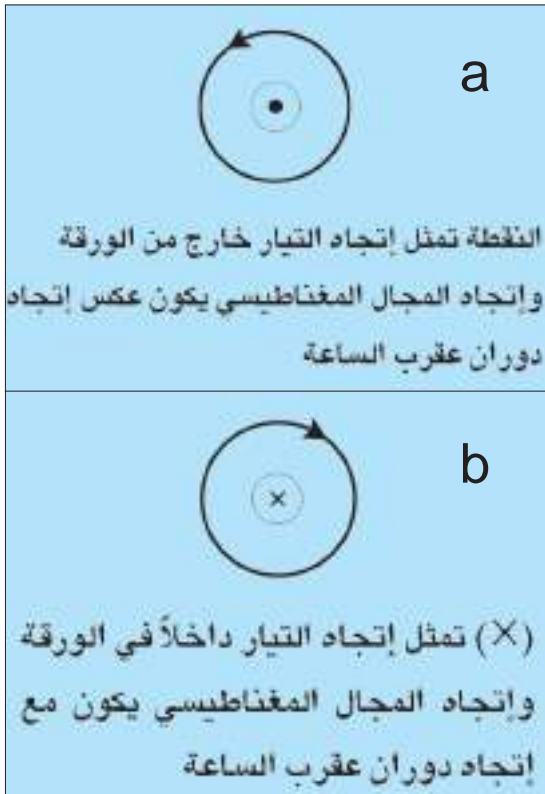 a
النقطة تمثل إتجاه التيار خارج من الورقة
وإتجاه المجال المغناطيسي يكون عكس إتجاه
دوران عقرب الساعة
b
(×) تمثل إتجاه التيار داخلاً في الورقة
وإتجاه المجال المغناطيسي يكون مع
إتجاه دوران عقرب الساعة